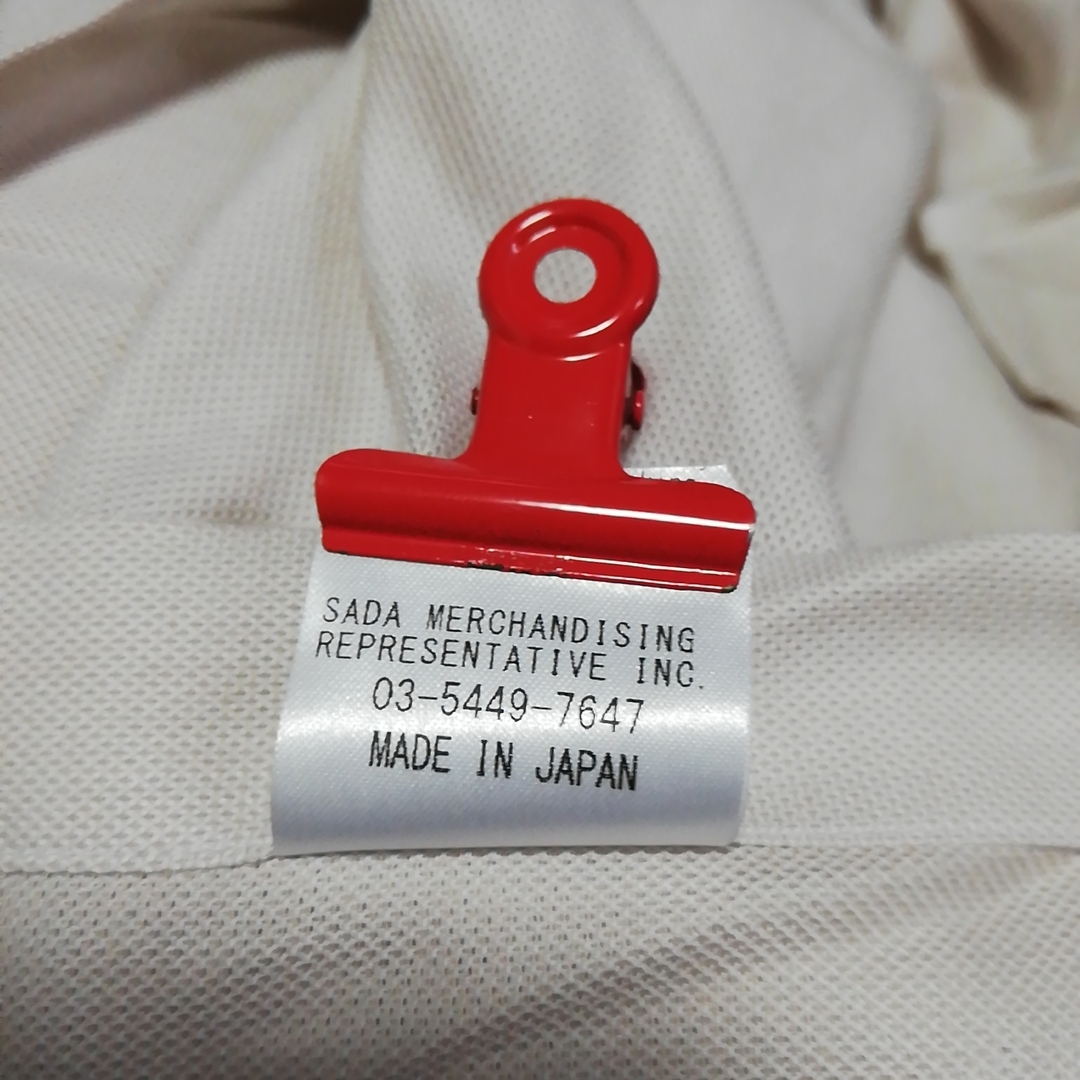 SADA MERCHANDISING
REPRESENTATIVE INC.
03-5449-7647
MADE IN JAPAN